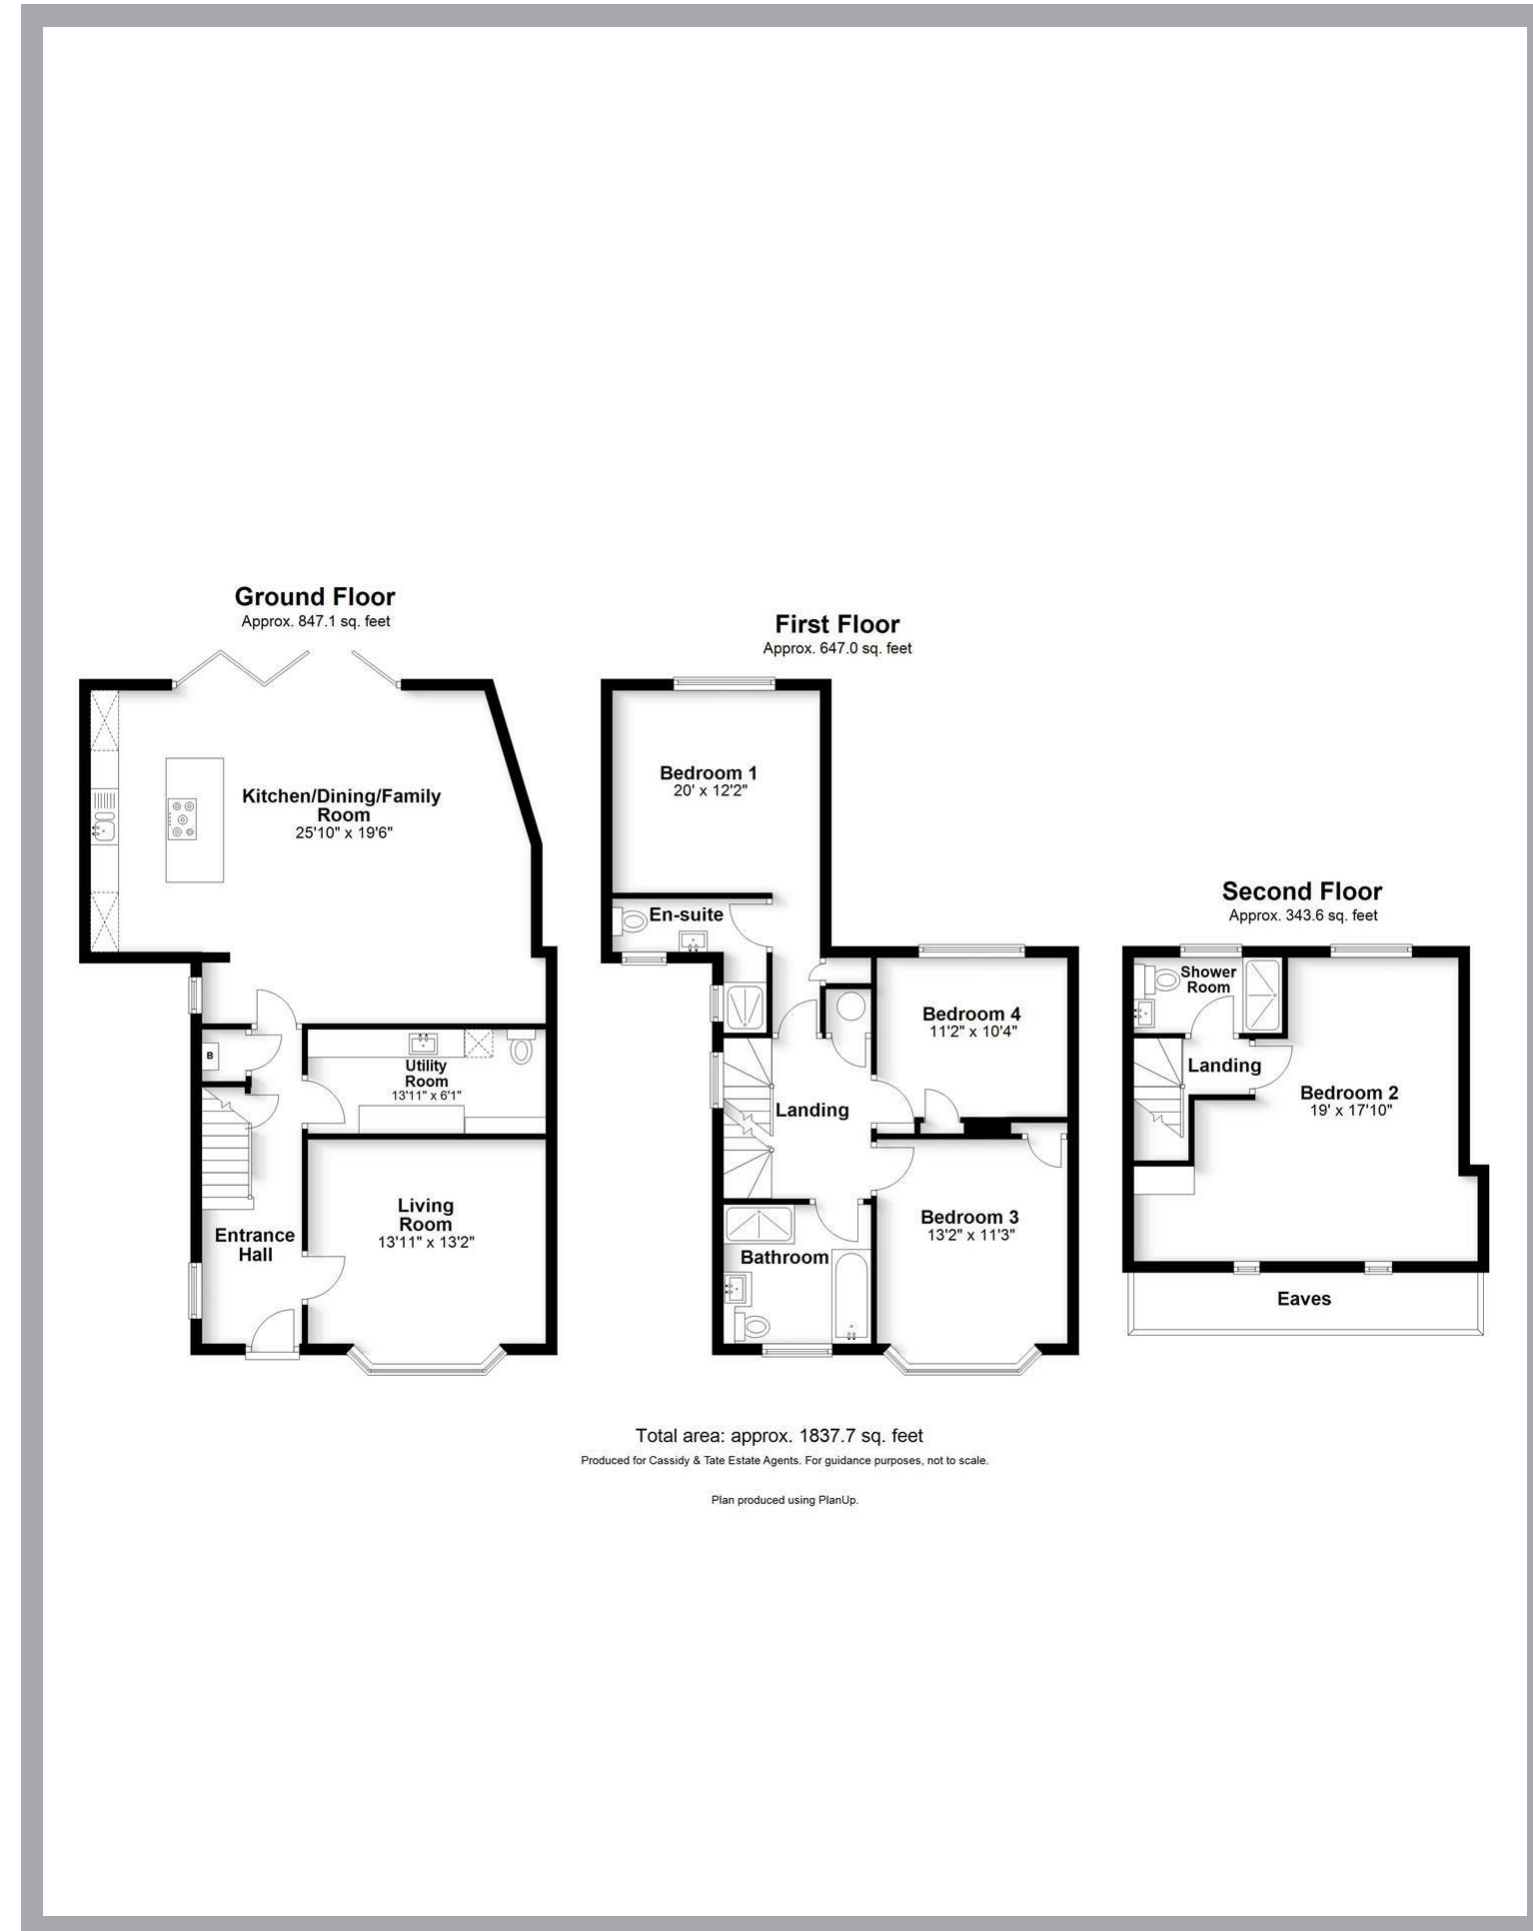 Ground Floor
Approx. 847.1 sq. feet
Kitchen/Dining/Family
Room
25'10" x 19'6"
B
Utility
Room
13'11" x 6'1"
Living
Room
13'11" x 13'2"
Entrance
Hall
First Floor
Approx. 647.0 sq. feet
Bedroom 1
20' x 12'2"
En-suite
Bedroom 4
11'2" x 10'4"
Landing
Bedroom 3
13'2" x 11'3"
Bathroom
Second Floor
Approx. 343.6 sq. feet
Shower
Room
Landing
Bedroom 2
19' x 17'10"
Eaves
Total area: approx. 1837.7 sq. feet
Produced for Cassidy & Tate Estate Agents. For guidance purposes, not to scale.
Plan produced using PlanUp.